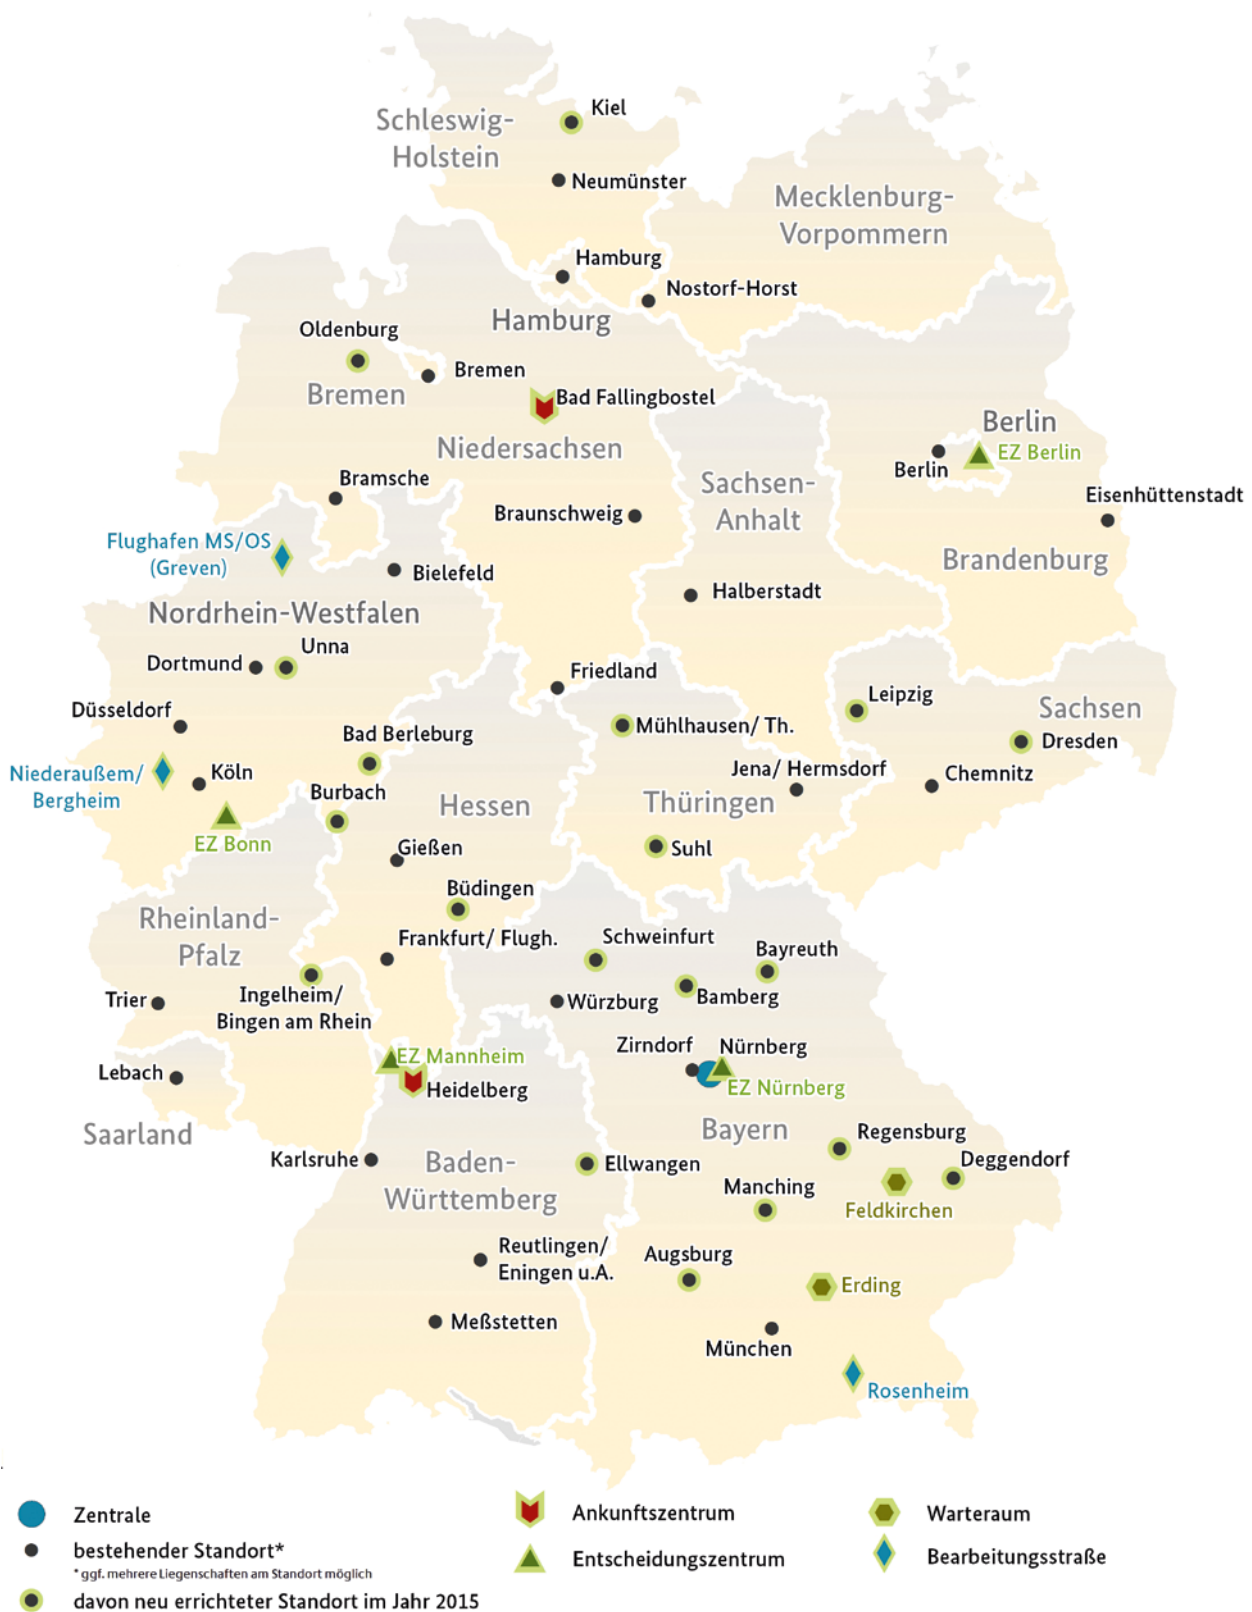 Kiel
Schleswig-
Holstein
Neumünster
Mecklenburg-
Vorpommern
Hamburg
Nostorf-Horst
Hamburg
Oldenburg
Bremen
Bremen
Bad Fallingbostel
Niedersachsen
Berlin
EZ Berlin
Berlin
Bramsche
Sachsen-
Anhalt
Eisenhüttenstadt
Braunschweig
Flughafen MS/OS
(Greven)
Bielefeld
Brandenburg
Halberstadt
Nordrhein-Westfalen
Unna
Dortmund
Friedland
Leipzig
Sachsen
Düsseldorf
Mühlhausen/ Th.
Dresden
Bad Berleburg
Niederaußem/
Bergheim
Köln
Jena/ Hermsdorf
Chemnitz
Burbach
Hessen
Thüringen
EZ Bonn
Gießen
Suhl
Büdingen
Rheinland-
Pfalz
Frankfurt/ Flugh.
Schweinfurt
Bayreuth
Trier
Ingelheim/
Bingen am Rhein
Würzburg
Bamberg
Zirndorf
Nürnberg
EZ Mannheim
Lebach
Heidelberg
EZ Nürnberg
Saarland
Bayern
Regensburg
Karlsruhe
Baden-
Württemberg
Ellwangen
Deggendorf
Manching
Feldkirchen
Reutlingen/
Eningen u.A.
Augsburg
Erding
Meßstetten
München
Rosenheim
Zentrale
bestehender Standort*
* ggf. mehrere Liegenschaften am Standort möglich
davon neu errichteter Standort im Jahr 2015
Ankunftszentrum
Entscheidungszentrum
Warteraum
Bearbeitungsstraße